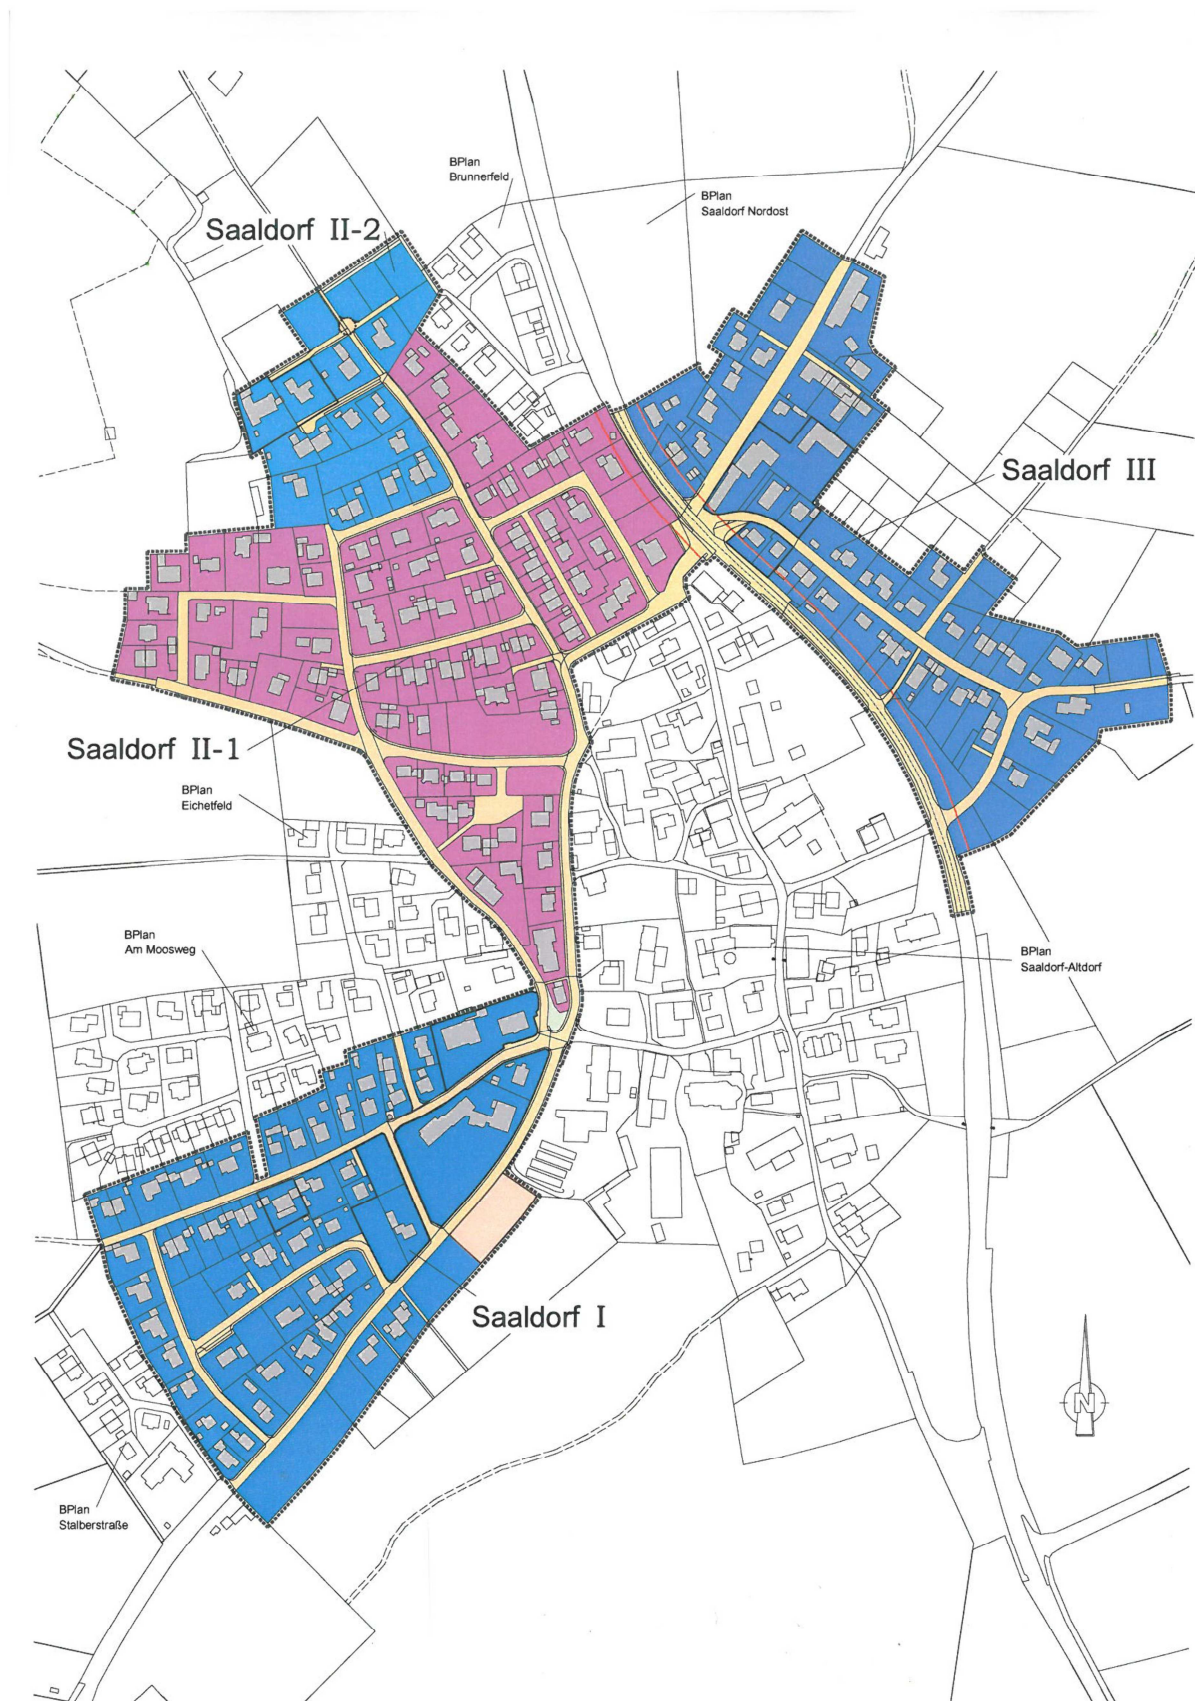 BPlan
Brunnerfeld
BPlan
Saaldorf Nordost
Saaldorf II-2
Saaldorf III
Saaldorf II-1
BPlan
Eichetfeld
BPlan
Am Moosweg
BPlan
Saaldorf-Altdorf
Saaldorf I
N
BPlan
Stalberstraße